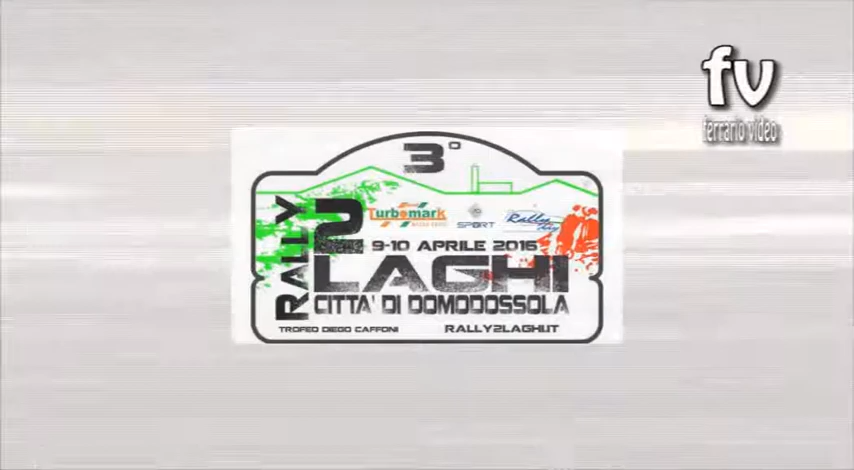 fv
ferrario video
3°
RALLY
2
Turbomark
SPORT
Rally
Day
9-10 APRILE 2016
LAGHI
CITTA' DI DOMODOSSOLA
TROFEO DIEGO CAFFONI
RALLY2LAGHI.IT